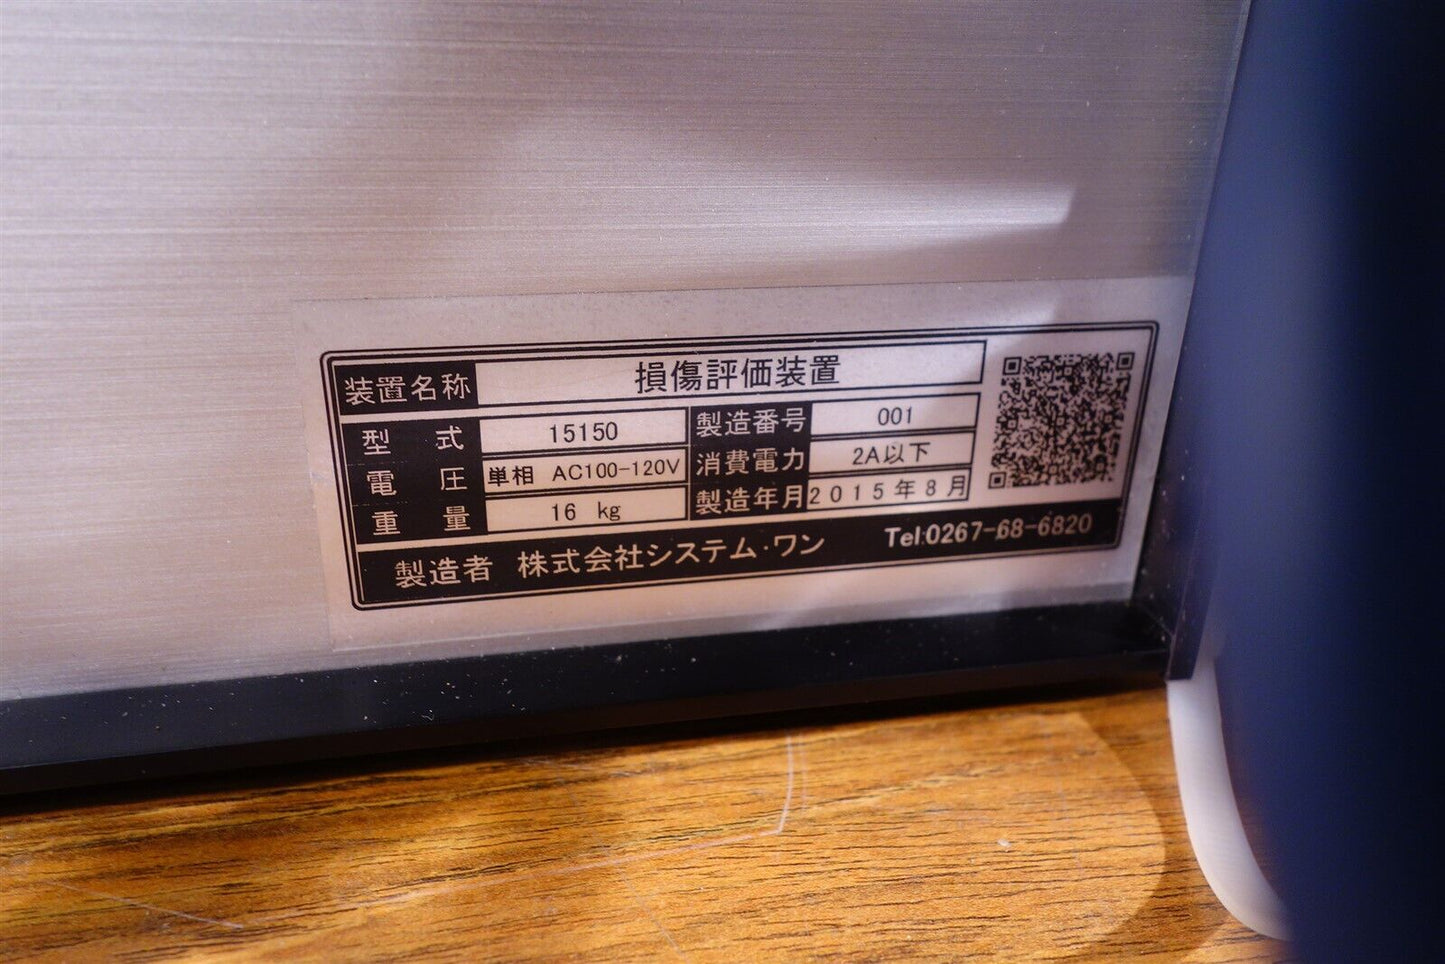 装置名称 損傷評価装置
型式 15150 製造番号 001
電圧 単相 AC100-120V 消費電力 2A以下
重量 16 kg 製造年月 2015年8月
製造者 株式会社システム・ワン Tel:0267-68-6820